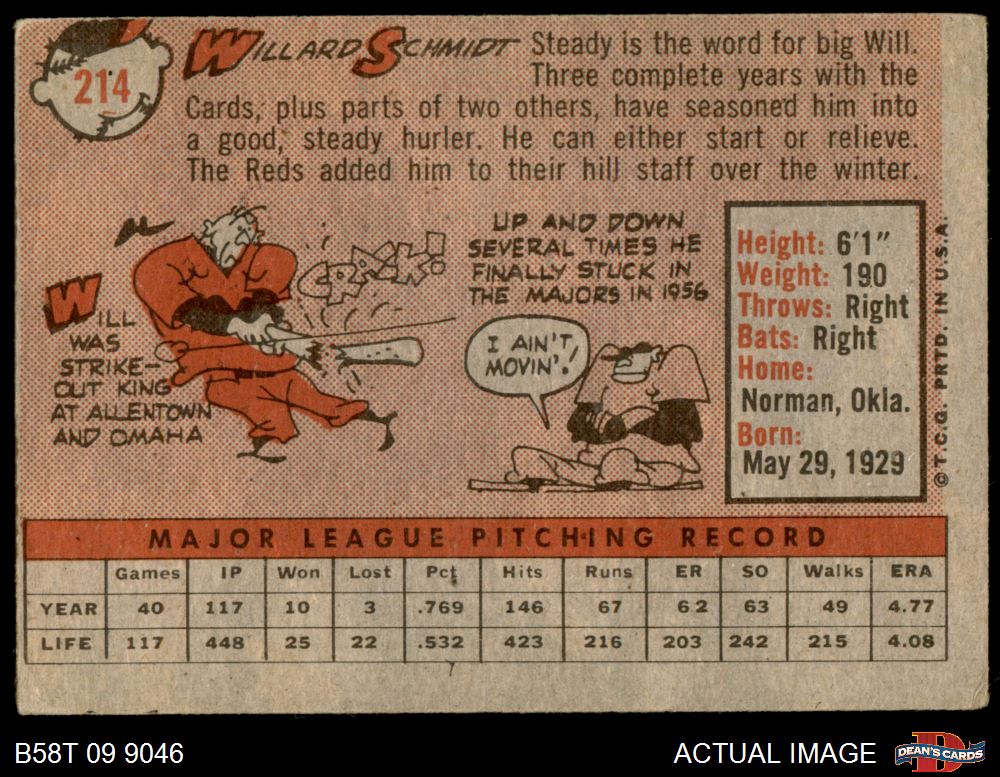 214
WILLARD SCHMIDT Steady is the word for big Will.
Three complete years with the
Cards, plus parts of two others, have seasoned him into
a good, steady hurler. He can either start or relieve.
The Reds added him to their hill staff over the winter.
WILL
WAS
STRIKE-
OUT KING
AT ALLENTOWN
AND OMAHA
CRACK!
UP AND DOWN
SEVERAL TIMES HE
FINALLY STUCK IN
THE MAJORS IN 1956
I AIN'T
MOVIN'!
Height: 6'1"
Weight: 190
Throws: Right
Bats: Right
Home:
Norman, Okla.
Born:
May 29, 1929
© T.C.G. PRTD. IN U.S.A.
MAJOR LEAGUE PITCHING RECORD
Games IP Won Lost Pct Hits Runs ER SO Walks ERA
YEAR 40 117 10 3 .769 146 67 62 63 49 4.77
LIFE 117 448 25 22 .532 423 216 203 242 215 4.08
B58T 09 9046 ACTUAL IMAGE D DEAN'S CARDS